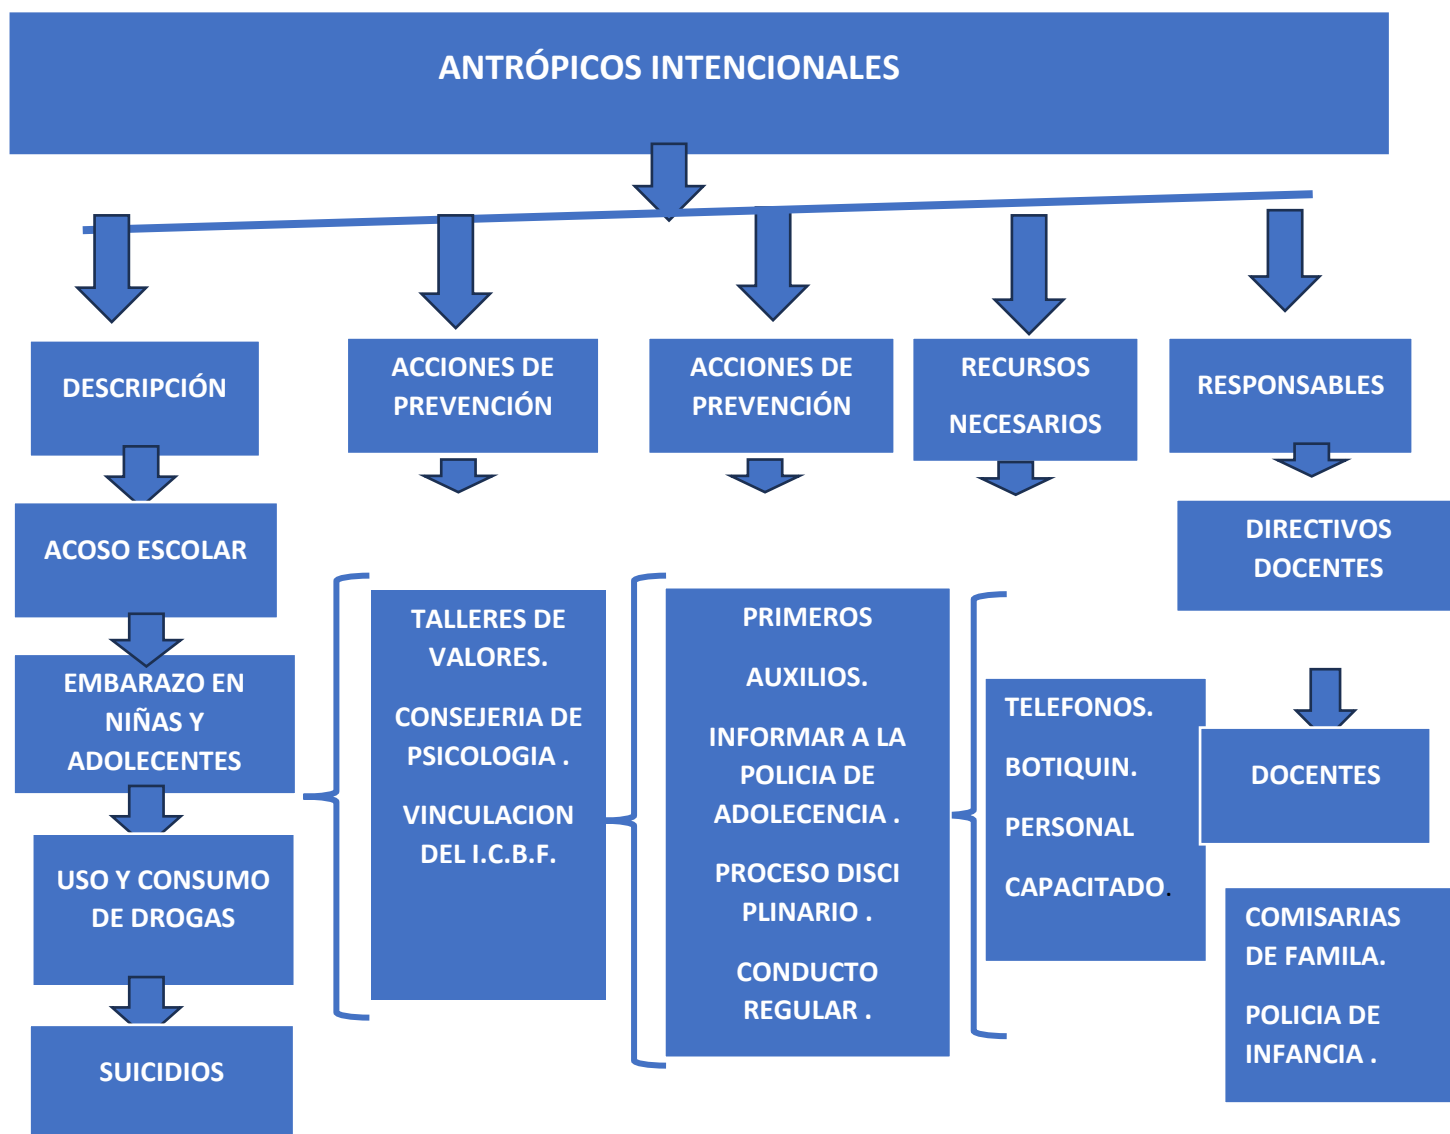 ANTRÓPICOS INTENCIONALES
DESCRIPCIÓN
ACCIONES DE
PREVENCIÓN
ACCIONES DE
PREVENCIÓN
RECURSOS
NECESARIOS
RESPONSABLES
ACOSO ESCOLAR
EMBARAZO EN
NIÑAS Y
ADOLECENTES
USO Y CONSUMO
DE DROGAS
SUICIDIOS
TALLERES DE
VALORES.
CONSEJERIA DE
PSICOLOGIA .
VINCULACION
DEL I.C.B.F.
PRIMEROS
AUXILIOS.
INFORMAR A LA
POLICIA DE
ADOLECENCIA .
PROCESO DISCI
PLINARIO .
CONDUCTO
REGULAR .
TELEFONOS.
BOTIQUIN.
PERSONAL
CAPACITADO.
DIRECTIVOS
DOCENTES
DOCENTES
COMISARIAS
DE FAMILA.
POLICIA DE
INFANCIA .